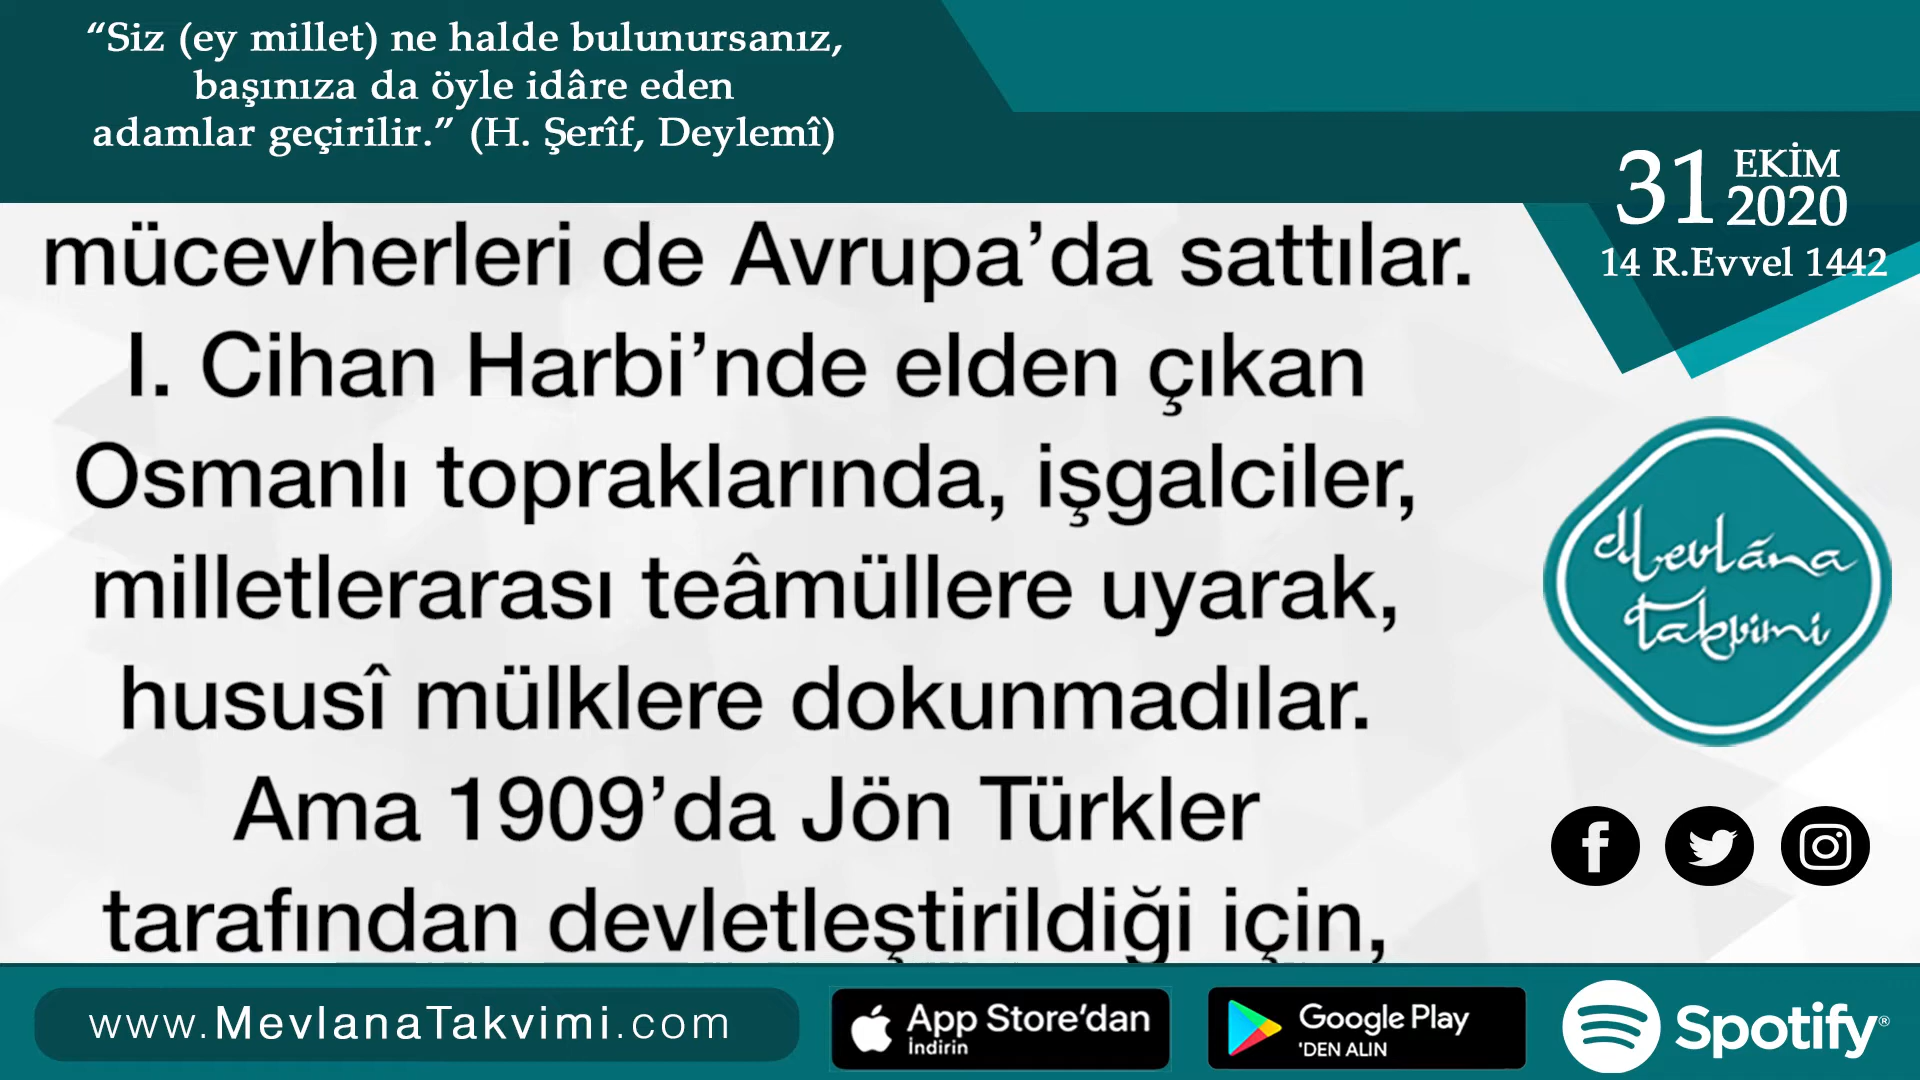 “Siz (ey millet) ne halde bulunursanız,
başınıza da öyle idâre eden
adamlar geçirilir.” (H. Şerîf, Deylemî)
31 EKİM
2020
14 R.Evvel 1442
mücevherleri de Avrupa’da sattılar.
I. Cihan Harbi’nde elden çıkan
Osmanlı topraklarında, işgalciler,
milletlerarası teâmüllere uyarak,
hususî mülklere dokunmadılar.
Ama 1909’da Jön Türkler
tarafından devletleştirildiği için,
Mevlâna
Takvimi
www.MevlanaTakvimi.com
App Store’dan
İndirin
Google Play
'DEN ALIN
Spotify®